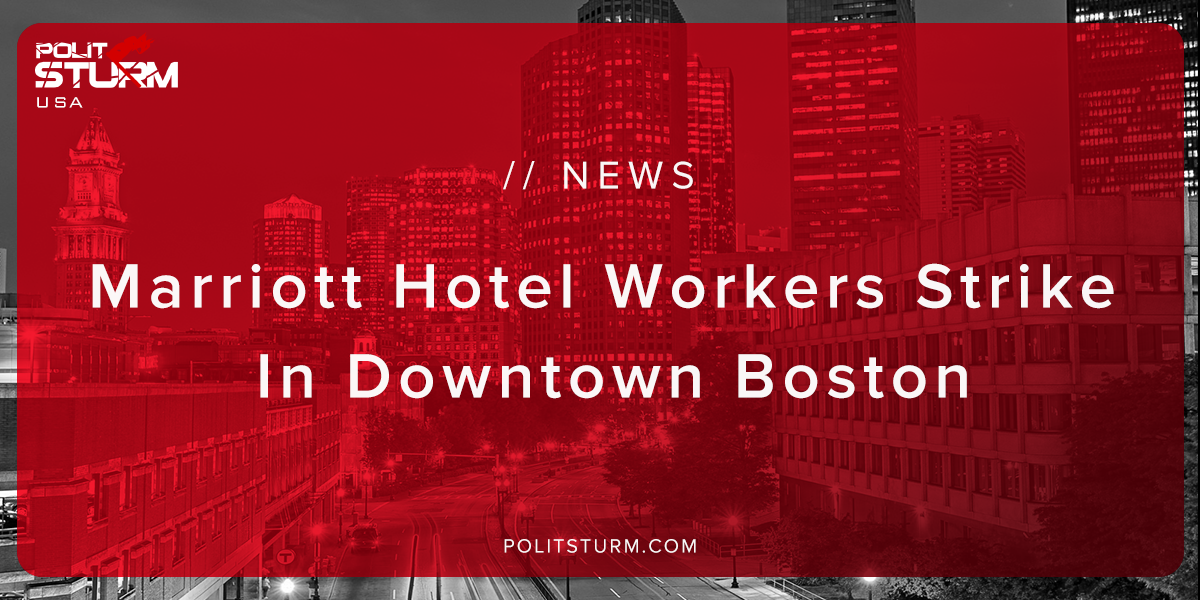 POLIT
STURM
USA
// NEWS
Marriott Hotel Workers Strike
In Downtown Boston
POLITSTURM.COM
T